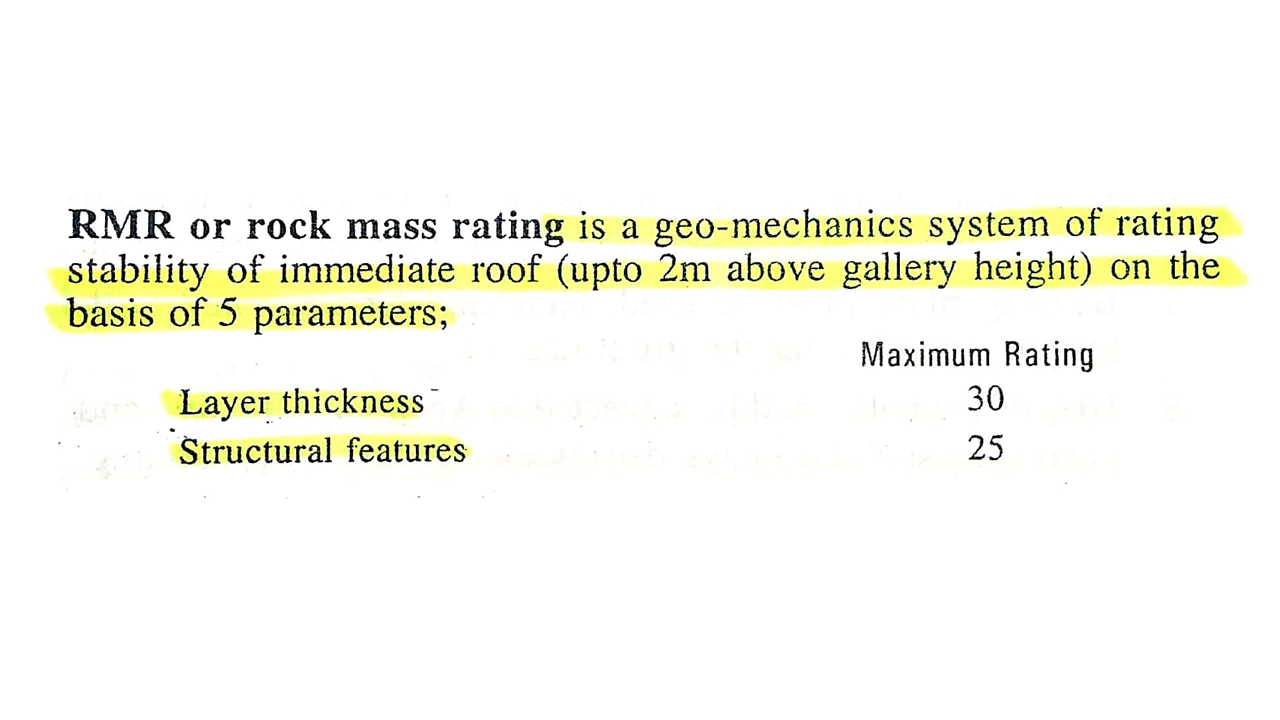 RMR or rock mass rating is a geo-mechanics system of rating
stability of immediate roof (upto 2m above gallery height) on the
basis of 5 parameters;
Maximum Rating
Layer thickness 30
Structural features 25